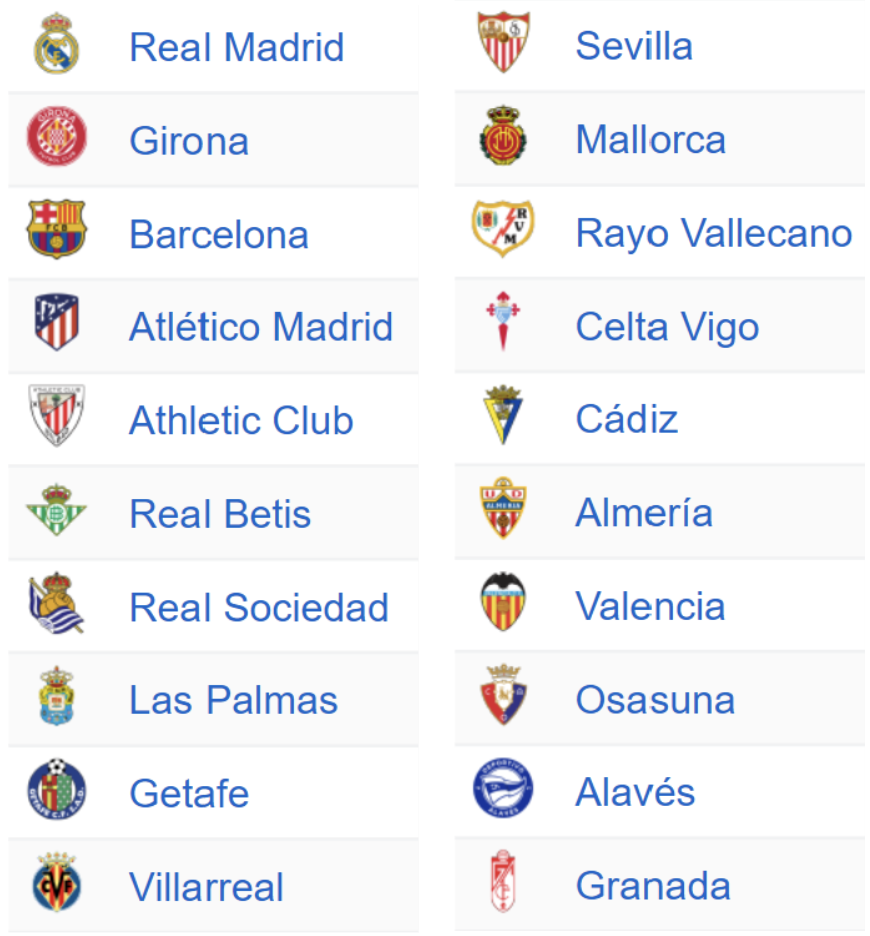 Real Madrid
Girona
Barcelona
Atlético Madrid
Athletic Club
Real Betis
Real Sociedad
Las Palmas
Getafe
Villarreal
Sevilla
Mallorca
Rayo Vallecano
Celta Vigo
Cádiz
Almería
Valencia
Osasuna
Alavés
Granada